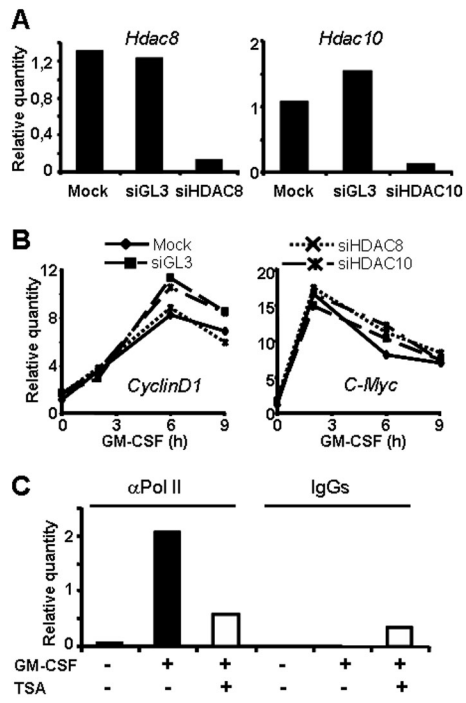 A
Hdac8
Hdac10
Relative quantity
1,2
0,8
0,4
0
2
1
0
Mock siGL3 siHDAC8
Mock siGL3 siHDAC10
B
Mock
siGL3
siHDAC8
siHDAC10
Relative quantity
12
8
4
0
20
15
10
5
0
CyclinD1
C-Myc
0 3 6 9
0 3 6 9
GM-CSF (h)
GM-CSF (h)
C
αPol II
IgGs
Relative quantity
2
1
0
GM-CSF - + + - + +
TSA - - + - - +